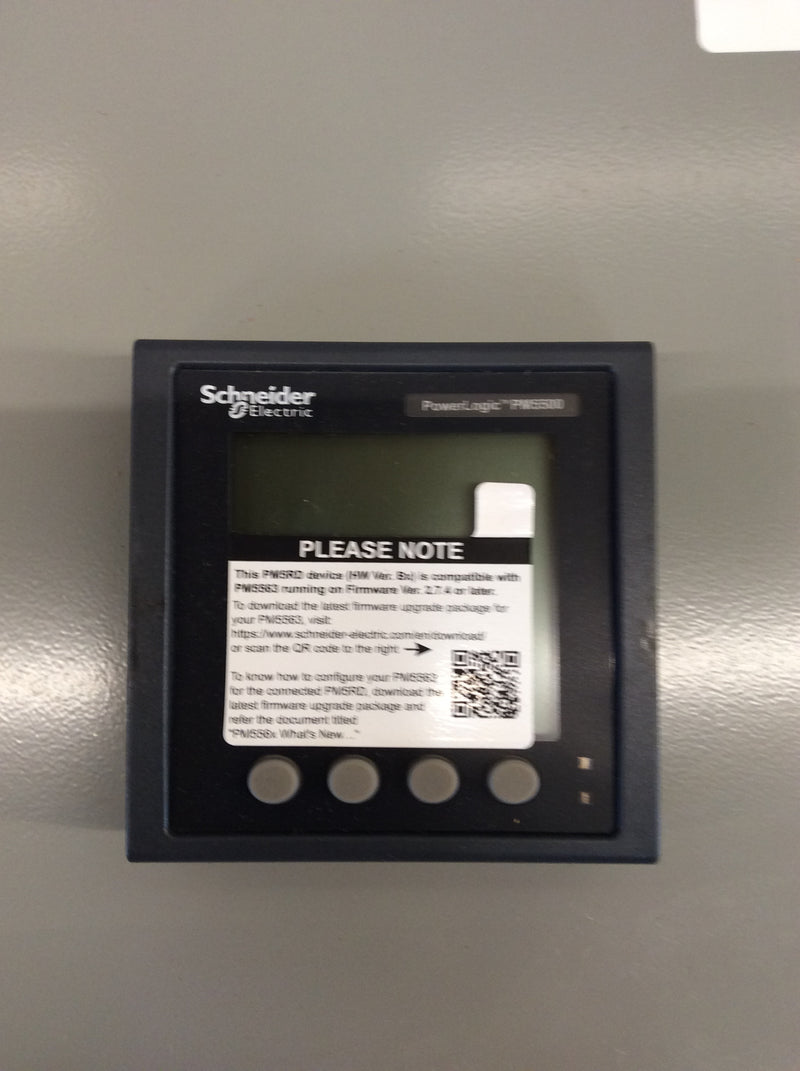 Schneider
Electric
PowerLogic™ PM5500
PLEASE NOTE
This PM5RD device (HW Ver. Bx) is compatible with
PM5563 running on Firmware Ver. 2.7.4 or later.
To download the latest firmware upgrade package for
your PM5563, visit:
https://www.schneider-electric.com/en/download/
or scan the QR code to the right
To know how to configure your PM5563
for the connected PM5RD, download the
latest firmware upgrade package and
refer the document titled
"PM556x What's New..."